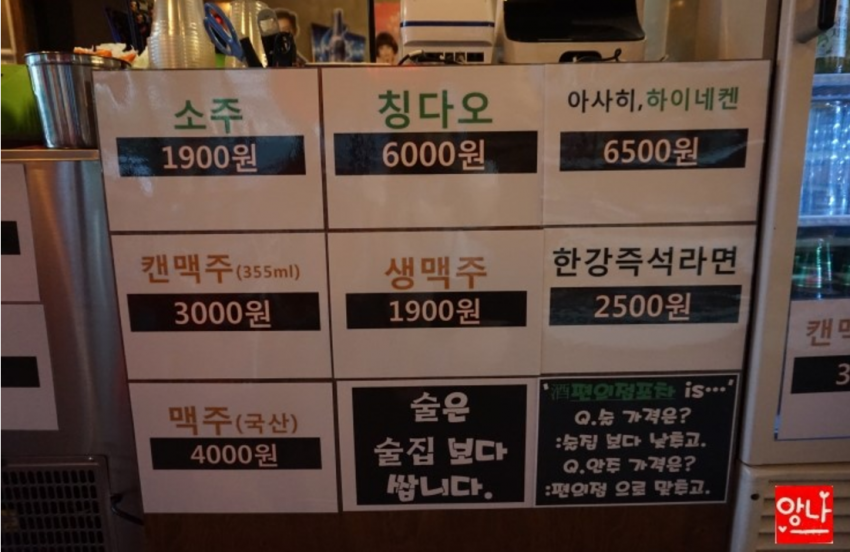 소주
1900원
칭다오
6000원
아사히,하이네켄
6500원
캔맥주(355ml)
3000원
생맥주
1900원
한강즉석라면
2500원
맥주(국산)
4000원
술은
술집 보다
쌉니다.
'酒편의점포차 is…'
Q.술 가격은?
:술집 보다 낮추고.
Q.안주 가격은?
:편의점 으로 맞추고.
캔맥
3
앙나